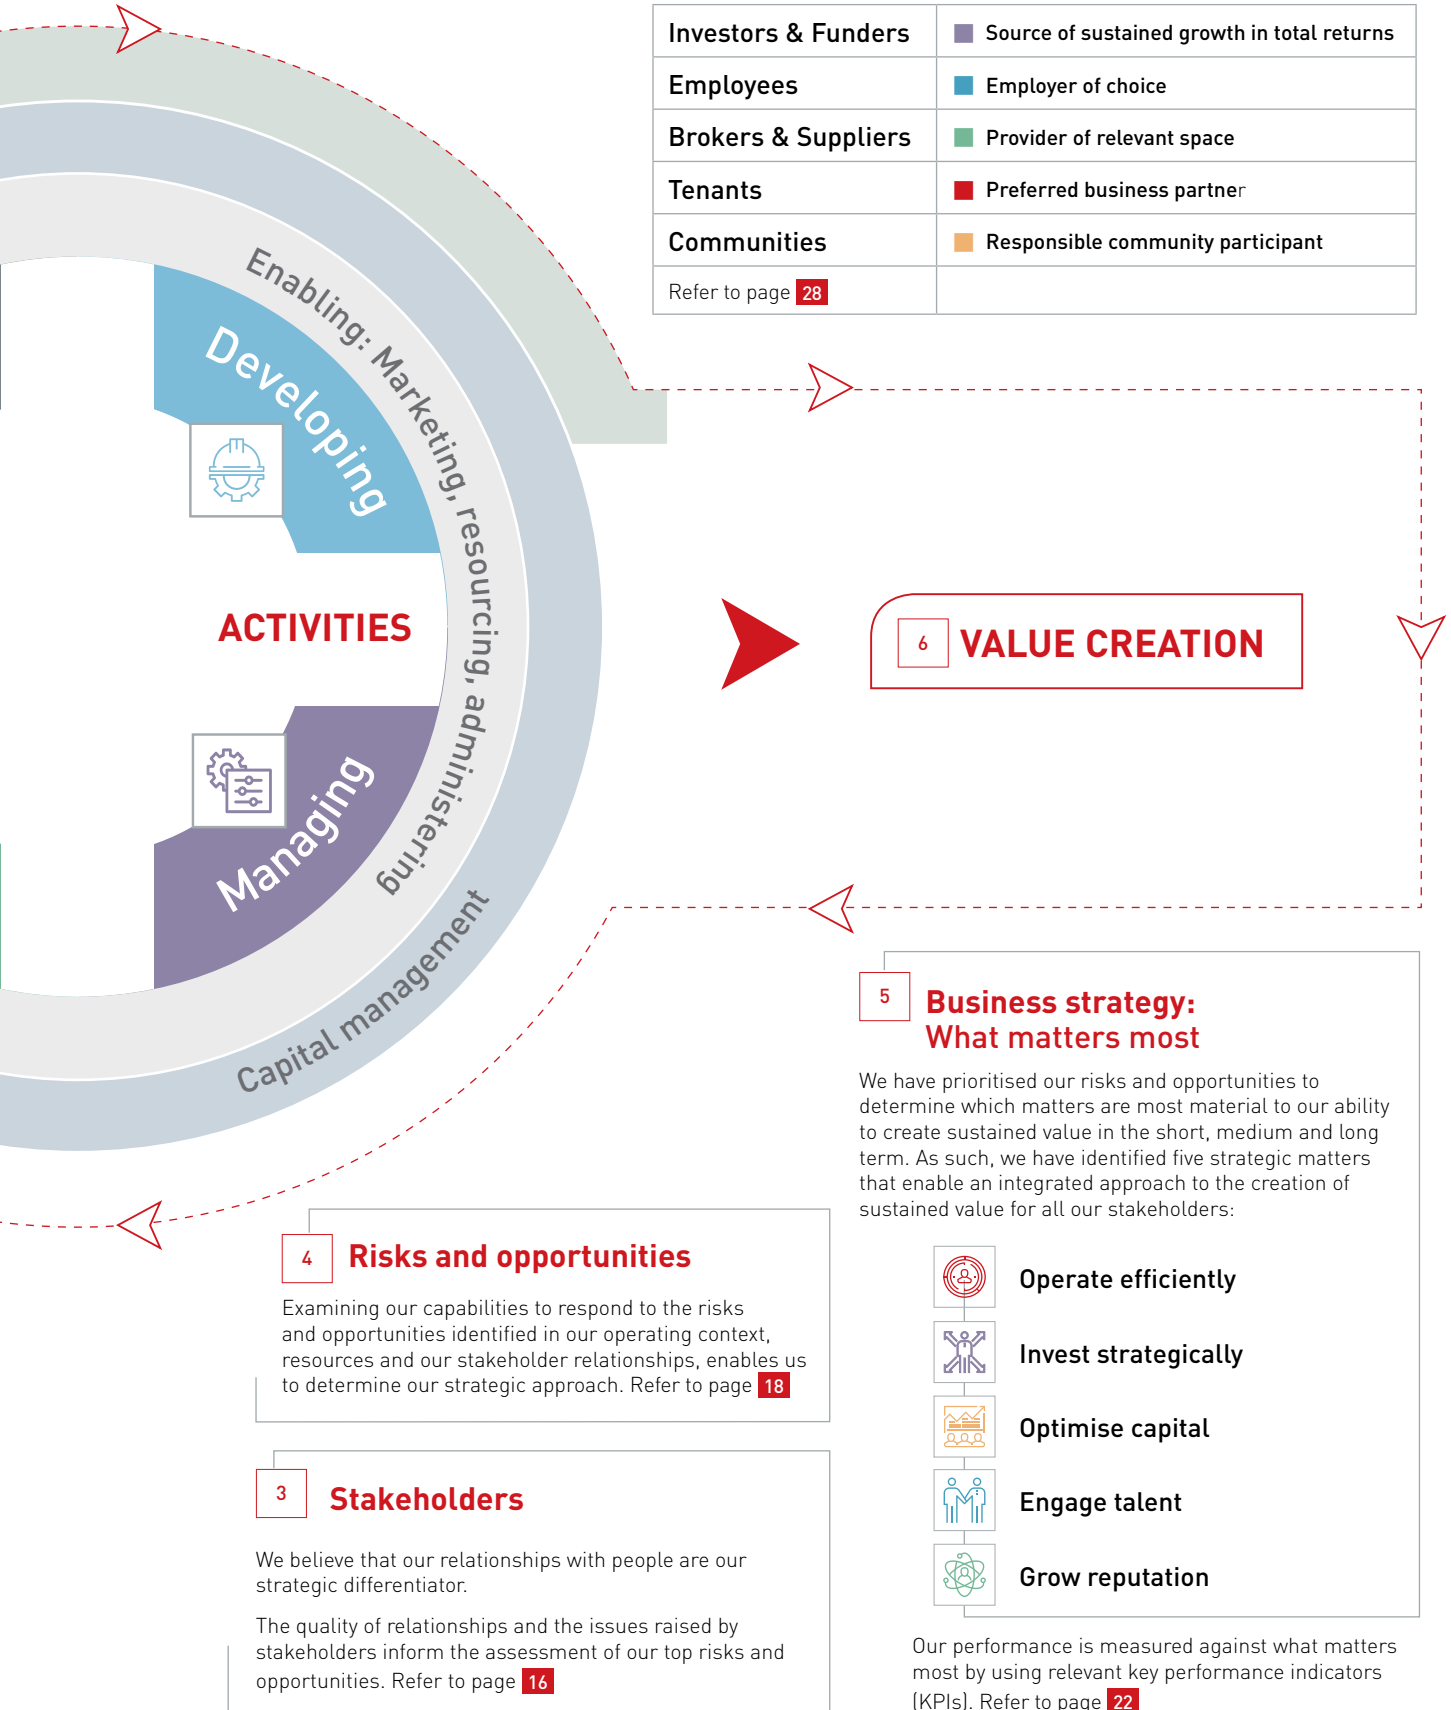 Investors & Funders
Source of sustained growth in total returns
Employees
Employer of choice
Brokers & Suppliers
Provider of relevant space
Tenants
Preferred business partner
Communities
Responsible community participant
Refer to page 28
Enabling: Marketing, resourcing, administering
Developing
ACTIVITIES
Managing
Capital management
6 VALUE CREATION
5 Business strategy:
What matters most
We have prioritised our risks and opportunities to
determine which matters are most material to our ability
to create sustained value in the short, medium and long
term. As such, we have identified five strategic matters
that enable an integrated approach to the creation of
sustained value for all our stakeholders:
Operate efficiently
Invest strategically
Optimise capital
Engage talent
Grow reputation
Our performance is measured against what matters
most by using relevant key performance indicators
(KPIs). Refer to page 22
4 Risks and opportunities
Examining our capabilities to respond to the risks
and opportunities identified in our operating context,
resources and our stakeholder relationships, enables us
to determine our strategic approach. Refer to page 18
3 Stakeholders
We believe that our relationships with people are our
strategic differentiator.
The quality of relationships and the issues raised by
stakeholders inform the assessment of our top risks and
opportunities. Refer to page 16